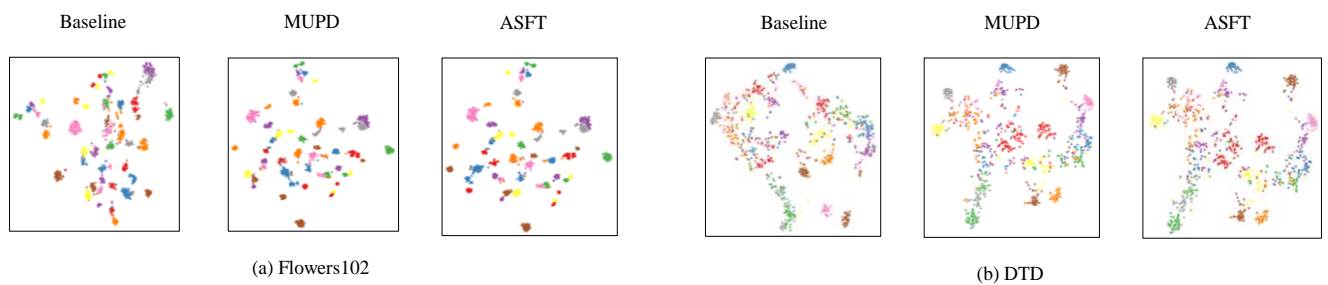 Baseline MUPD ASFT Baseline MUPD ASFT
(a) Flowers102 (b) DTD